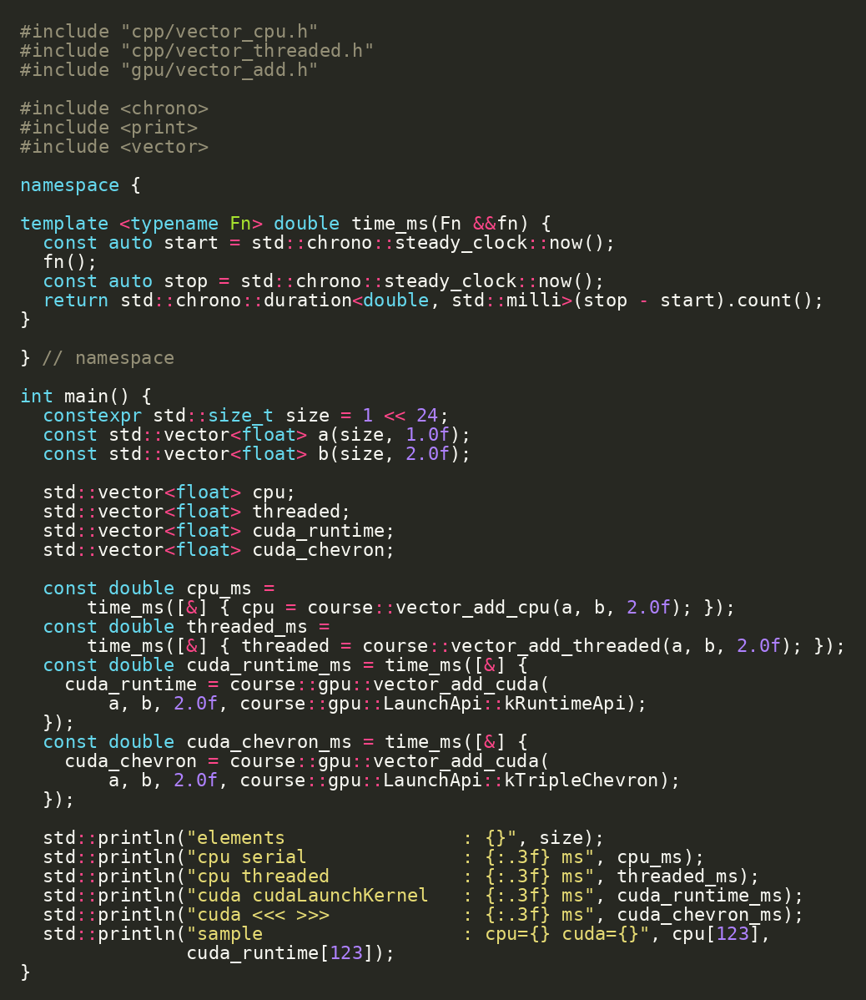 #include "cpp/vector_cpu.h"
#include "cpp/vector_threaded.h"
#include "gpu/vector_add.h"

#include <chrono>
#include <print>
#include <vector>

namespace {

template <typename Fn> double time_ms(Fn &&fn) {
  const auto start = std::chrono::steady_clock::now();
  fn();
  const auto stop = std::chrono::steady_clock::now();
  return std::chrono::duration<double, std::milli>(stop - start).count();
}

} // namespace

int main() {
  constexpr std::size_t size = 1 << 24;
  const std::vector<float> a(size, 1.0f);
  const std::vector<float> b(size, 2.0f);

  std::vector<float> cpu;
  std::vector<float> threaded;
  std::vector<float> cuda_runtime;
  std::vector<float> cuda_chevron;

  const double cpu_ms =
      time_ms([&] { cpu = course::vector_add_cpu(a, b, 2.0f); });
  const double threaded_ms =
      time_ms([&] { threaded = course::vector_add_threaded(a, b, 2.0f); });
  const double cuda_runtime_ms = time_ms([&] {
    cuda_runtime = course::gpu::vector_add_cuda(
        a, b, 2.0f, course::gpu::LaunchApi::kRuntimeApi);
  });
  const double cuda_chevron_ms = time_ms([&] {
    cuda_chevron = course::gpu::vector_add_cuda(
        a, b, 2.0f, course::gpu::LaunchApi::kTripleChevron);
  });

  std::println("elements                : {}", size);
  std::println("cpu serial              : {:.3f} ms", cpu_ms);
  std::println("cpu threaded            : {:.3f} ms", threaded_ms);
  std::println("cuda cudaLaunchKernel   : {:.3f} ms", cuda_runtime_ms);
  std::println("cuda <<< >>>            : {:.3f} ms", cuda_chevron_ms);
  std::println("sample                  : cpu={} cuda={}", cpu[123],
               cuda_runtime[123]);
}